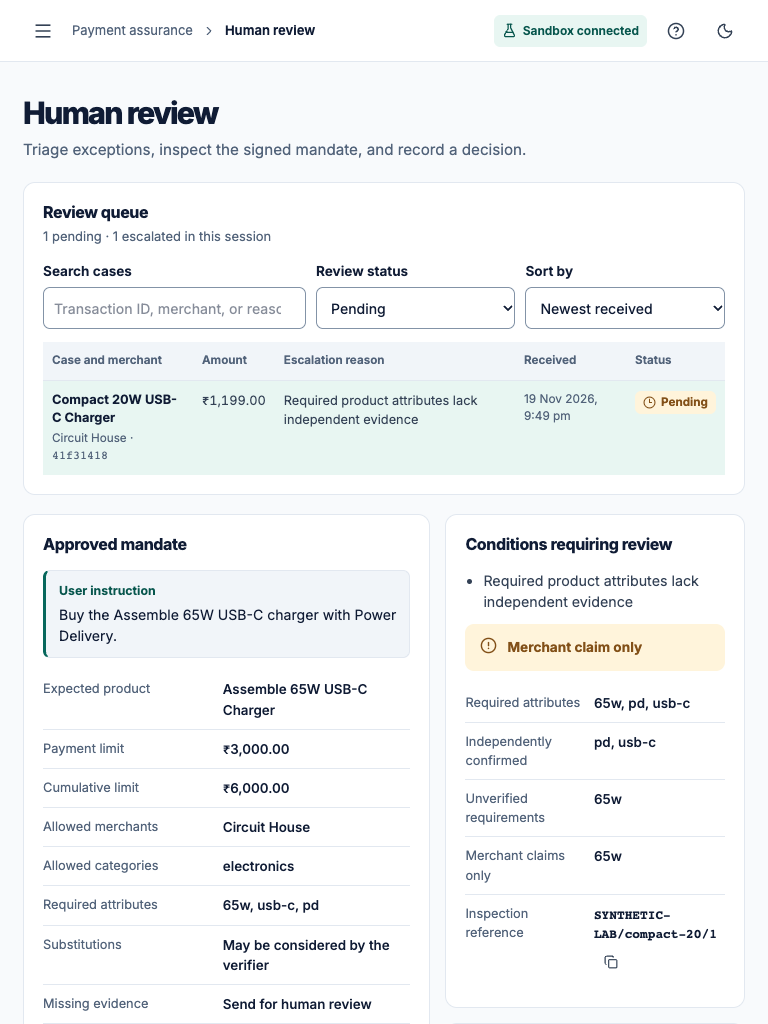 Payment assurance > Human review
Sandbox connected
Human review
Triage exceptions, inspect the signed mandate, and record a decision.
Review queue
1 pending · 1 escalated in this session
Search cases
Review status
Sort by
Transaction ID, merchant, or reasc
Pending
Newest received
Case and merchant
Amount
Escalation reason
Received
Status
Compact 20W USB-
C Charger
Circuit House ·
41f31418
₹1,199.00
Required product attributes lack
independent evidence
19 Nov 2026,
9:49 pm
Pending
Approved mandate
User instruction
Buy the Assemble 65W USB-C charger with Power
Delivery.
Expected product
Assemble 65W USB-C
Charger
Payment limit
₹3,000.00
Cumulative limit
₹6,000.00
Allowed merchants
Circuit House
Allowed categories
electronics
Required attributes
65w, usb-c, pd
Substitutions
May be considered by the
verifier
Missing evidence
Send for human review
Conditions requiring review
• Required product attributes lack
independent evidence
Merchant claim only
Required attributes
65w, pd, usb-c
Independently
confirmed
pd, usb-c
Unverified
requirements
65w
Merchant claims
only
65w
Inspection
reference
SYNTHETIC-
LAB/compact-20/1